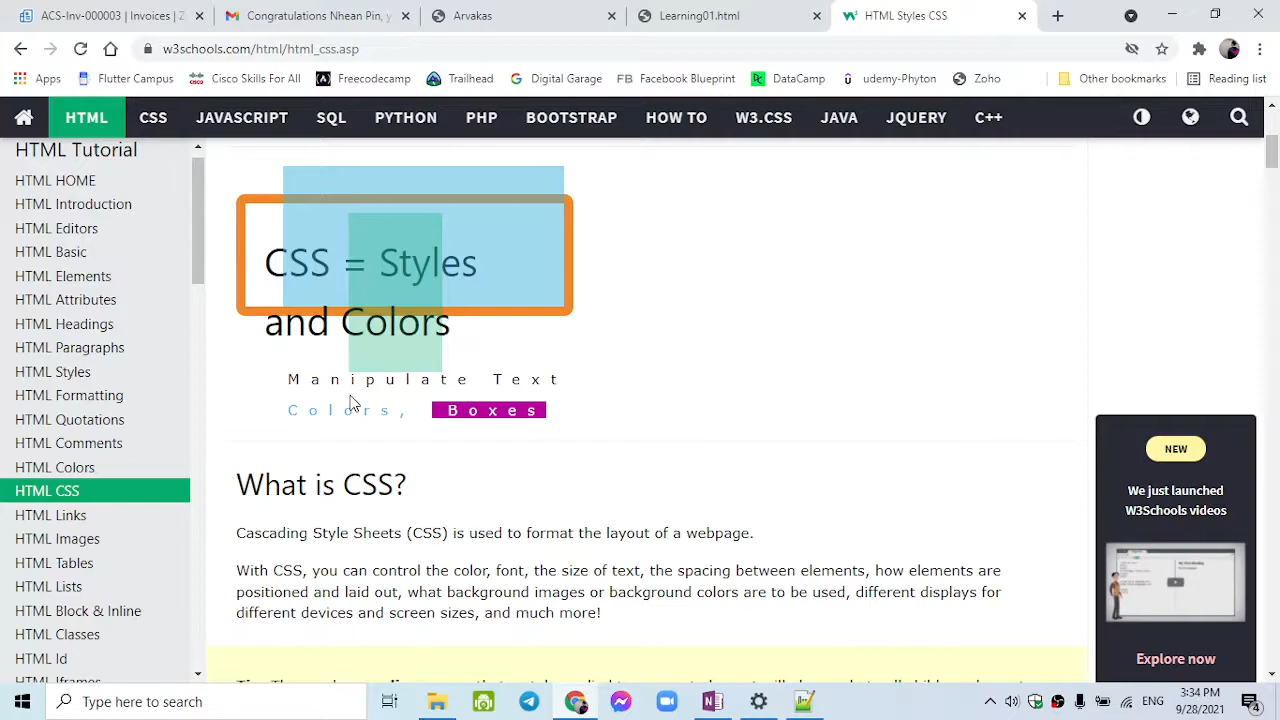 ACS-Inv-000003 | Invoices | Z
Congratulations Nhean Pin, y
Arvakas
Learning01.html
HTML Styles CSS
w3schools.com/html/html_css.asp
Apps
Flutter Campus
Cisco Skills For All
Freecodecamp
Trailhead
Digital Garage
FB Facebook Blueprint
DataCamp
udemy-Phyton
Zoho
Other bookmarks
Reading list
HTML
CSS
JAVASCRIPT
SQL
PYTHON
PHP
BOOTSTRAP
HOW TO
W3.CSS
JAVA
JQUERY
C++
HTML Tutorial
HTML HOME
HTML Introduction
HTML Editors
HTML Basic
HTML Elements
HTML Attributes
HTML Headings
HTML Paragraphs
HTML Styles
HTML Formatting
HTML Quotations
HTML Comments
HTML Colors
HTML CSS
HTML Links
HTML Images
HTML Tables
HTML Lists
HTML Block & Inline
HTML Classes
HTML Id
HTML Iframes
CSS = Styles
and Colors
Manipulate Text
Colors, Boxes
What is CSS?
Cascading Style Sheets (CSS) is used to format the layout of a webpage.
With CSS, you can control the color, font, the size of text, the spacing between elements, how elements are
positioned and laid out, what background images or background colors are to be used, different displays for
different devices and screen sizes, and much more!
NEW
We just launched
W3Schools videos
Explore now
Type here to search
ENG
3:34 PM
9/28/2021
4